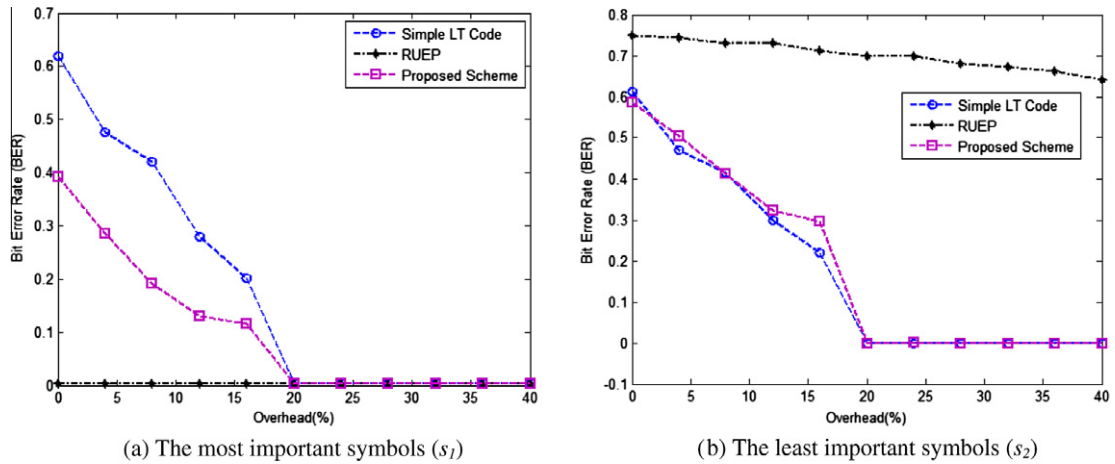 0.7
0.6
0.5
0.4
0.3
0.2
0.1
0
Bit Error Rate (BER)
Simple LT Code
RUEP
Proposed Scheme
0 5 10 15 20 25 30 35 40
Overhead(%)
(a) The most important symbols (s1)
0.8
0.7
0.6
0.5
0.4
0.3
0.2
0.1
0
-0.1
Bit Error Rate (BER)
Simple LT Code
RUEP
Proposed Scheme
0 5 10 15 20 25 30 35 40
Overhead(%)
(b) The least important symbols (s2)